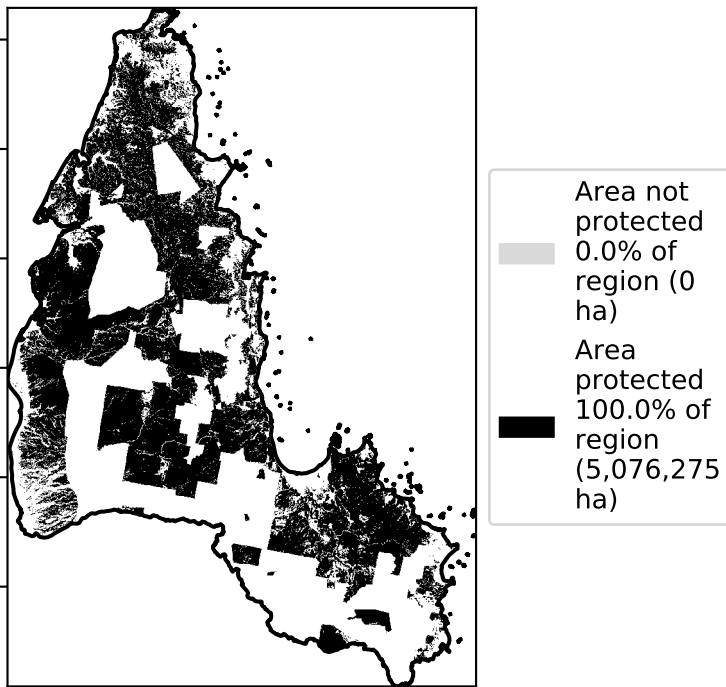 Area not
protected
0.0% of
region (0
ha)
Area
protected
100.0% of
region
(5,076,275
ha)